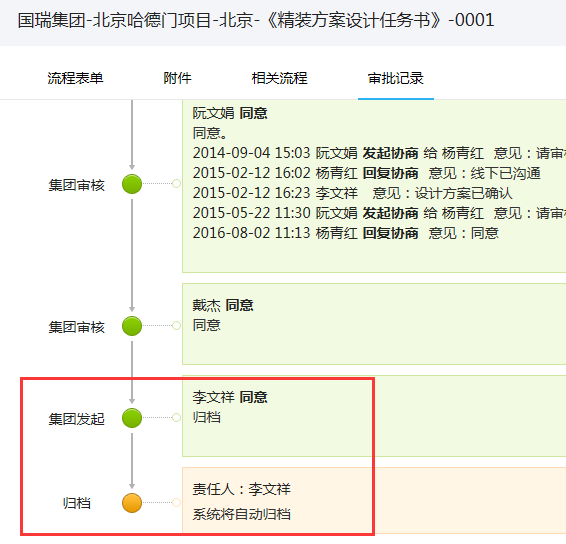 国瑞集团-北京哈德门项目-北京-《精装方案设计任务书》-0001
流程表单 附件 相关流程 审批记录
阮文娟 同意
同意。
2014-09-04 15:03 阮文娟 发起协商 给 杨青红 意见：请审
集团审核
2015-02-12 16:02 杨青红 回复协商 意见：线下已沟通
2015-02-12 16:23 李文祥 意见：设计方案已确认
2015-05-22 11:30 阮文娟 发起协商 给 杨青红 意见：请审
2016-08-02 11:13 杨青红 回复协商 意见：同意
戴杰 同意
集团审核
同意
李文祥 同意
集团发起
归档
责任人：李文祥
归档
系统将自动归档